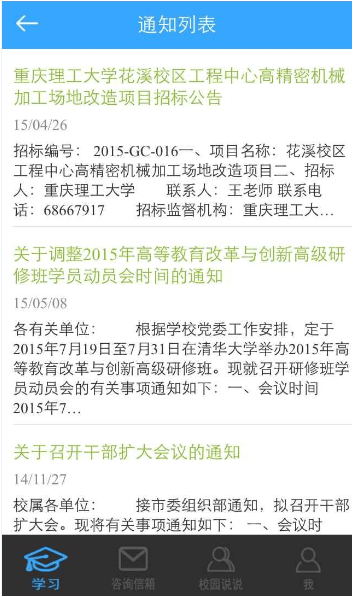 通知列表
重庆理工大学花溪校区工程中心高精密机械
加工场地改造项目招标公告
15/04/26
招标编号： 2015-GC-016一、项目名称：花溪校区
工程中心高精密机械加工场地改造项目二、招标
人：重庆理工大学 联系人：王老师 联系电
话：68667917 招标监督机构：重庆理工大...
关于调整2015年高等教育改革与创新高级研
修班学员动员会时间的通知
15/05/08
各有关单位： 根据学校党委工作安排，定于
2015年7月19日至7月31日在清华大学举办2015年高
等教育改革与创新高级研修班。现就召开研修班学
员动员会的有关事项通知如下：一、会议时间
2015年7...
关于召开干部扩大会议的通知
14/11/27
校属各单位： 接市委组织部通知，拟召开干部
扩大会。现将有关事项通知如下： 一、会议时
学习 咨询信箱 校园说说 我